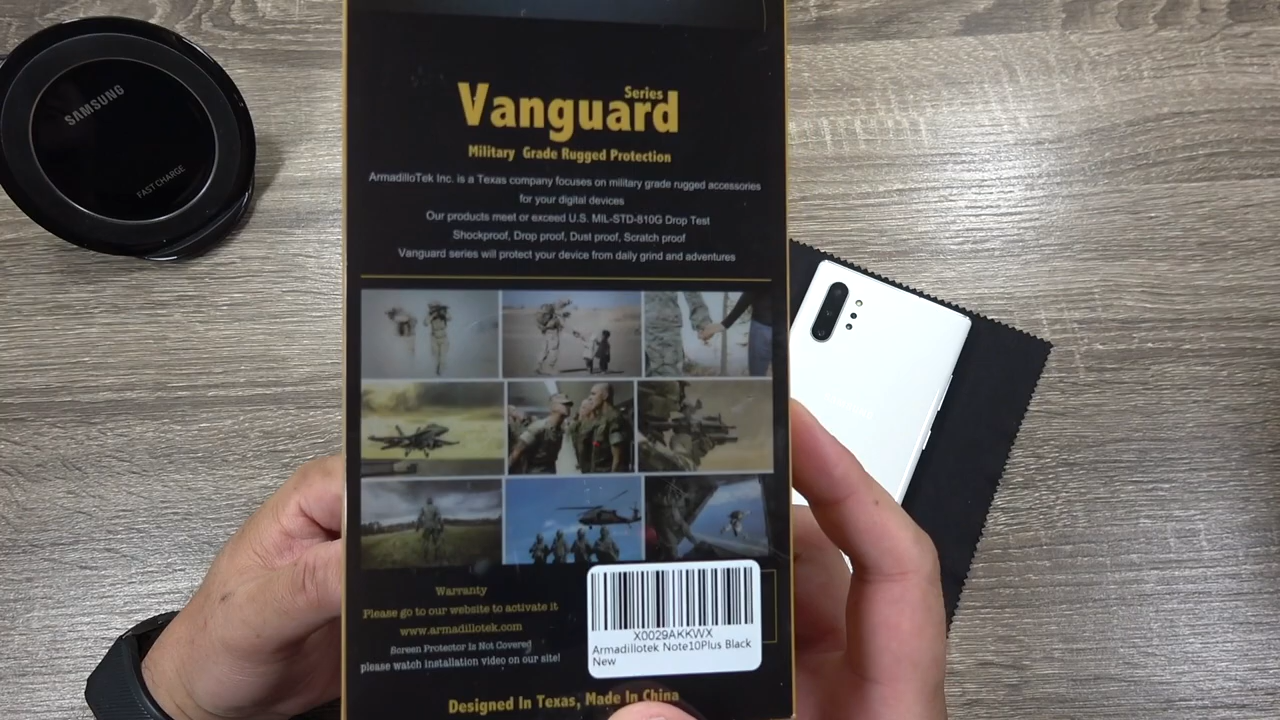 SAMSUNG
FAST CHARGE
Series
Vanguard
Military Grade Rugged Protection
ArmadilloTek Inc. is a Texas company focuses on military grade rugged accessories
for your digital devices
Our products meet or exceed U.S. MIL-STD-810G Drop Test
Shockproof, Drop proof, Dust proof, Scratch proof
Vanguard series will protect your device from daily grind and adventures
Warranty
Please go to our website to activate it
www.armadillotek.com
Screen Protector Is Not Covered
please watch installation video on our site!
X0029AKKWX
Armadillotek Note10Plus Black
New
Designed In Texas, Made In China